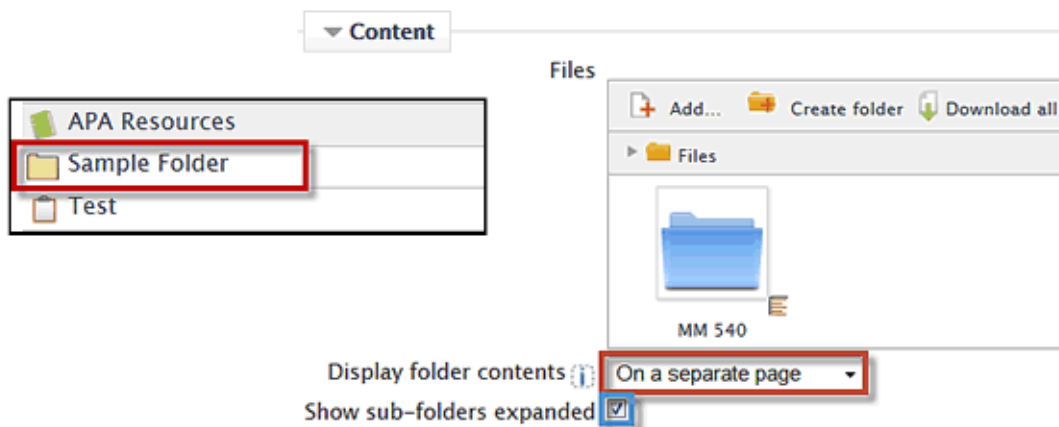 Content
Files
Add... Create folder Download all
Files
MM 540
APA Resources
Sample Folder
Test
Display folder contents On a separate page
Show sub-folders expanded